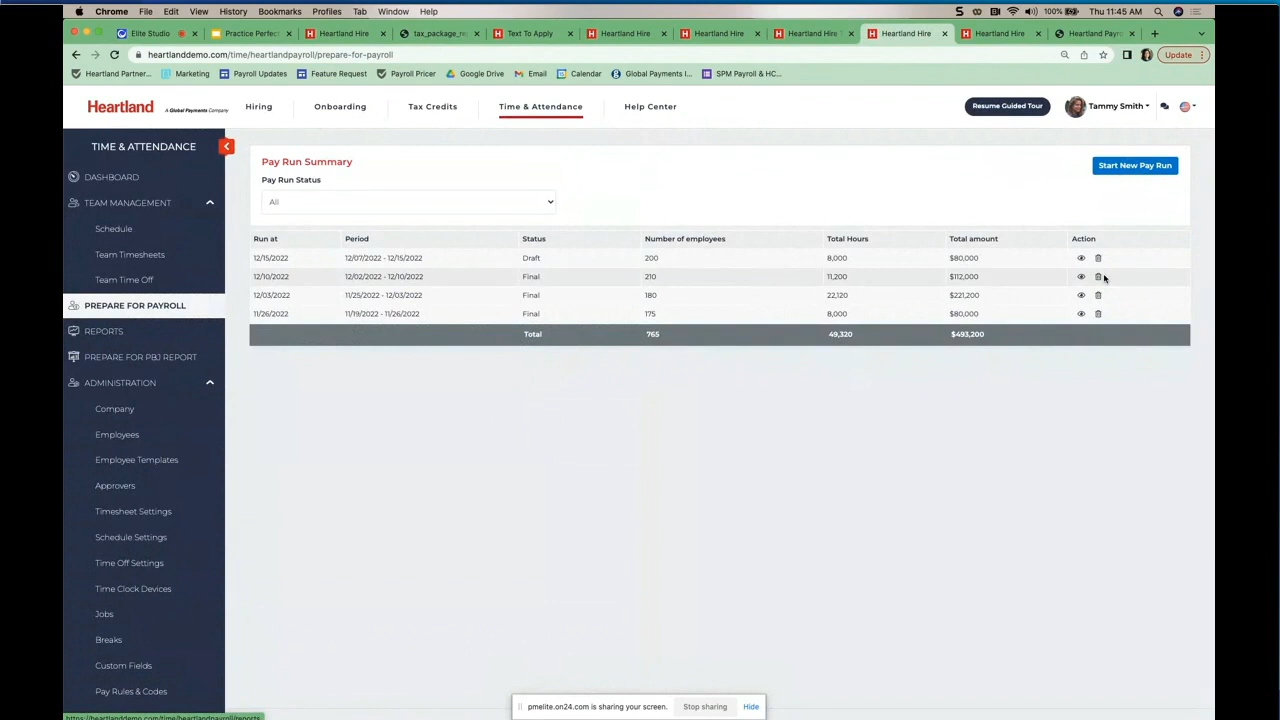 Chrome File Edit View History Bookmarks Profiles Tab Window Help 100% Thu 11:45 AM
Elite Studio Practice Perfec Heartland Hire tax_package_re Text To Apply Heartland Hire Heartland Hire Heartland Hire Heartland Hire Heartland Hire Heartland Payro
heartlanddemo.com/time/heartlandpayroll/prepare-for-payroll Update
Heartland Partner... Marketing Payroll Updates Feature Request Payroll Pricer Google Drive Email Calendar Global Payments I... SPM Payroll & HC...
Heartland A Global Payments Company Hiring Onboarding Tax Credits Time & Attendance Help Center Resume Guided Tour Tammy Smith
TIME & ATTENDANCE
DASHBOARD
TEAM MANAGEMENT
Schedule
Team Timesheets
Team Time Off
PREPARE FOR PAYROLL
REPORTS
PREPARE FOR PBJ REPORT
ADMINISTRATION
Company
Employees
Employee Templates
Approvers
Timesheet Settings
Schedule Settings
Time Off Settings
Time Clock Devices
Jobs
Breaks
Custom Fields
Pay Rules & Codes
https://heartlanddemo.com/time/heartlandpayroll/reports
Pay Run Summary
Start New Pay Run
Pay Run Status
All
Run at Period Status Number of employees Total Hours Total amount Action
12/15/2022 12/07/2022 - 12/15/2022 Draft 200 8,000 $80,000
12/10/2022 12/02/2022 - 12/10/2022 Final 210 11,200 $112,000
12/03/2022 11/25/2022 - 12/03/2022 Final 180 22,120 $221,200
11/26/2022 11/19/2022 - 11/26/2022 Final 175 8,000 $80,000
Total 765 49,320 $493,200
pmelite.on24.com is sharing your screen. Stop sharing Hide